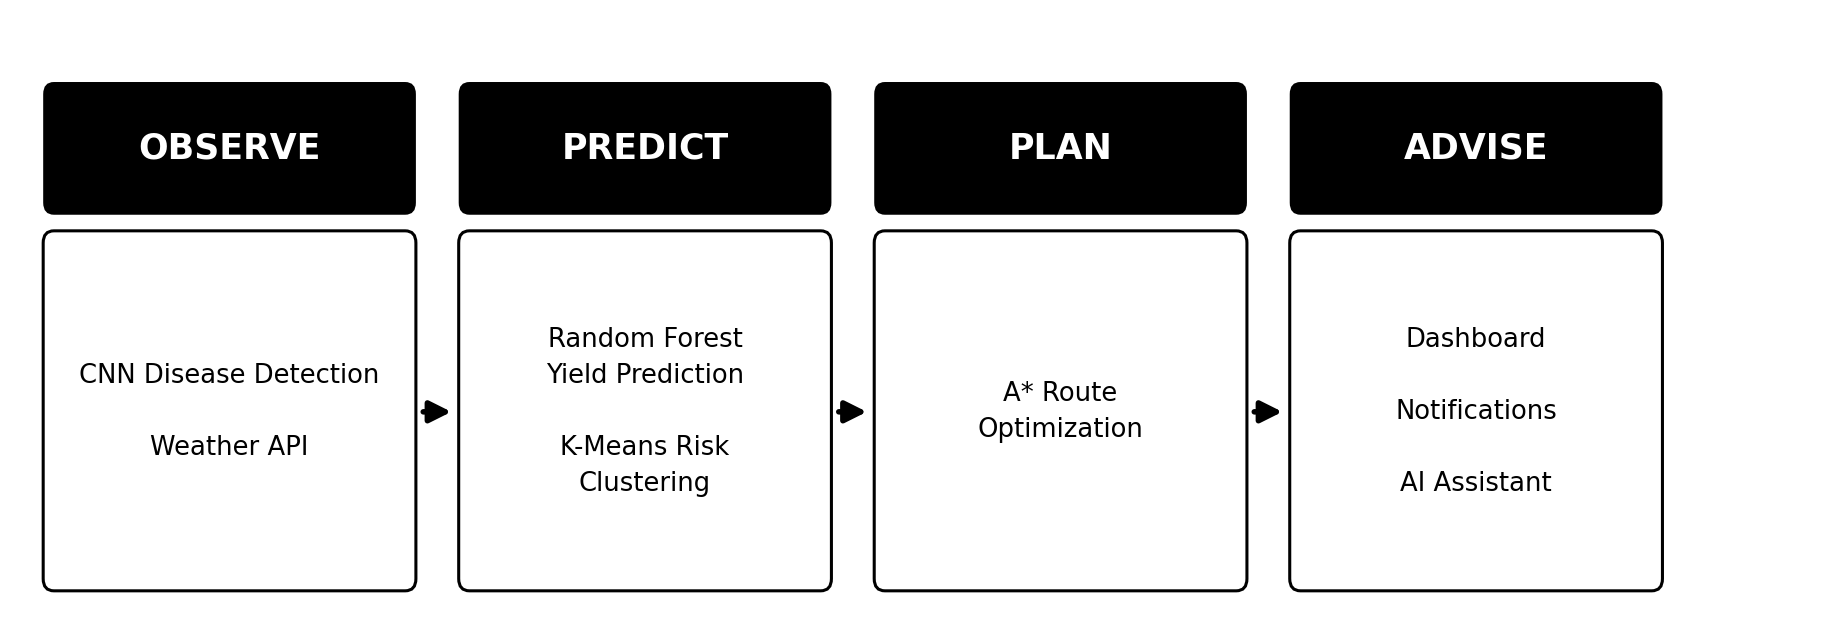 OBSERVE
PREDICT
PLAN
ADVISE
CNN Disease Detection
Weather API
Random Forest
Yield Prediction
K-Means Risk
Clustering
A* Route
Optimization
Dashboard
Notifications
AI Assistant